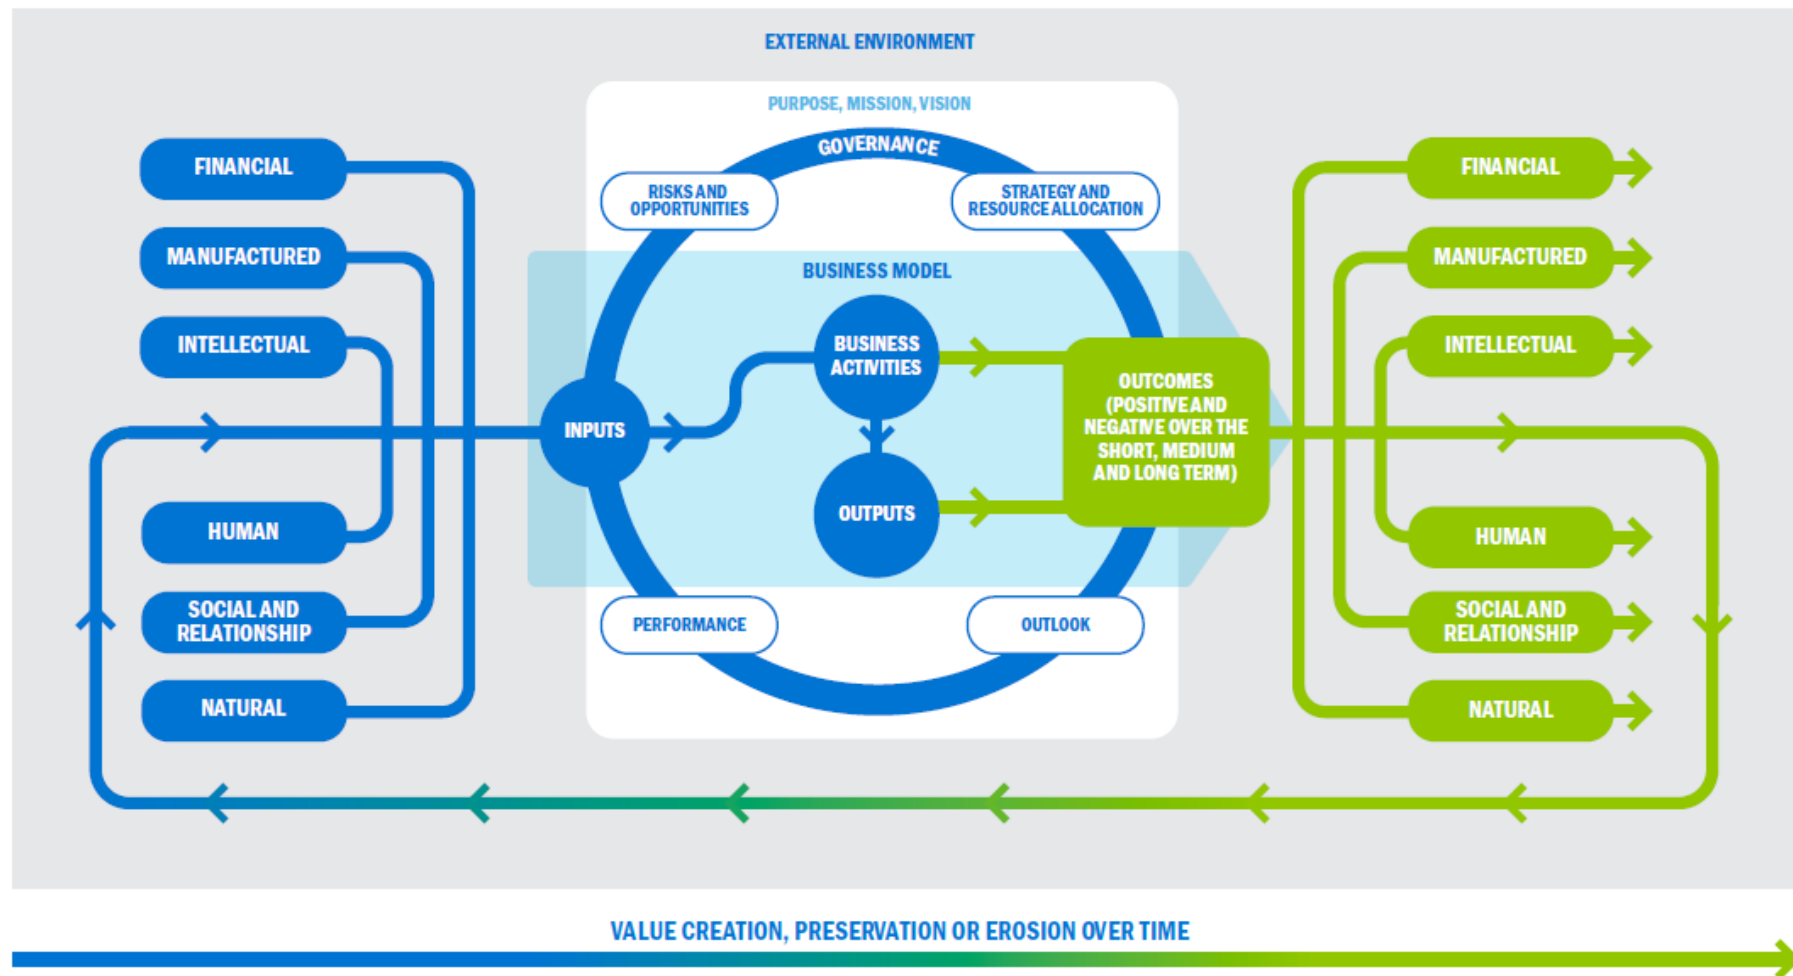 EXTERNAL ENVIRONMENT
PURPOSE, MISSION, VISION
GOVERNANCE
FINANCIAL
MANUFACTURED
INTELLECTUAL
HUMAN
SOCIAL AND
RELATIONSHIP
NATURAL
RISKS AND
OPPORTUNITIES
STRATEGY AND
RESOURCE ALLOCATION
BUSINESS MODEL
INPUTS
BUSINESS
ACTIVITIES
OUTPUTS
OUTCOMES
(POSITIVE AND
NEGATIVE OVER THE
SHORT, MEDIUM
AND LONG TERM)
PERFORMANCE
OUTLOOK
FINANCIAL
MANUFACTURED
INTELLECTUAL
HUMAN
SOCIAL AND
RELATIONSHIP
NATURAL
VALUE CREATION, PRESERVATION OR EROSION OVER TIME